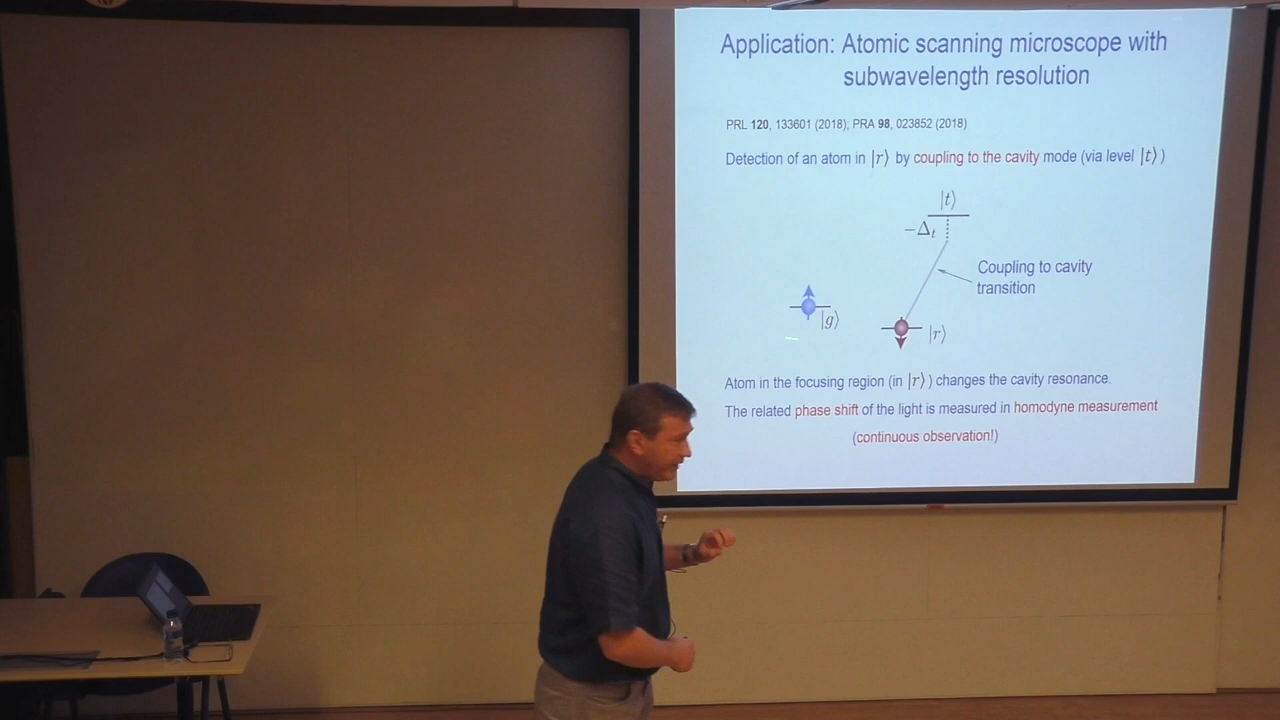 Application: Atomic scanning microscope with
subwavelength resolution
PRL 120, 133601 (2018); PRA 98, 023852 (2018)
Detection of an atom in |r⟩ by coupling to the cavity mode (via level |t⟩)
|t⟩
−Δt
Coupling to cavity
transition
|g⟩
|r⟩
Atom in the focusing region (in |r⟩) changes the cavity resonance.
The related phase shift of the light is measured in homodyne measurement
(continuous observation!)